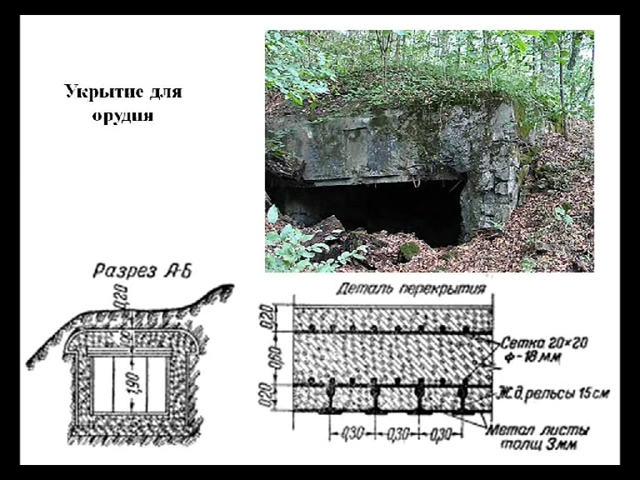 Укрытие для
орудия
Разрез А-Б
0,20
1,90
Деталь перекрытия
0,20
0,60
0,20
Сетка 20×20
ф-18 мм
Ж.д. рельсы 15 см
Метал листы
толщ 3мм
0,30 0,30 0,30